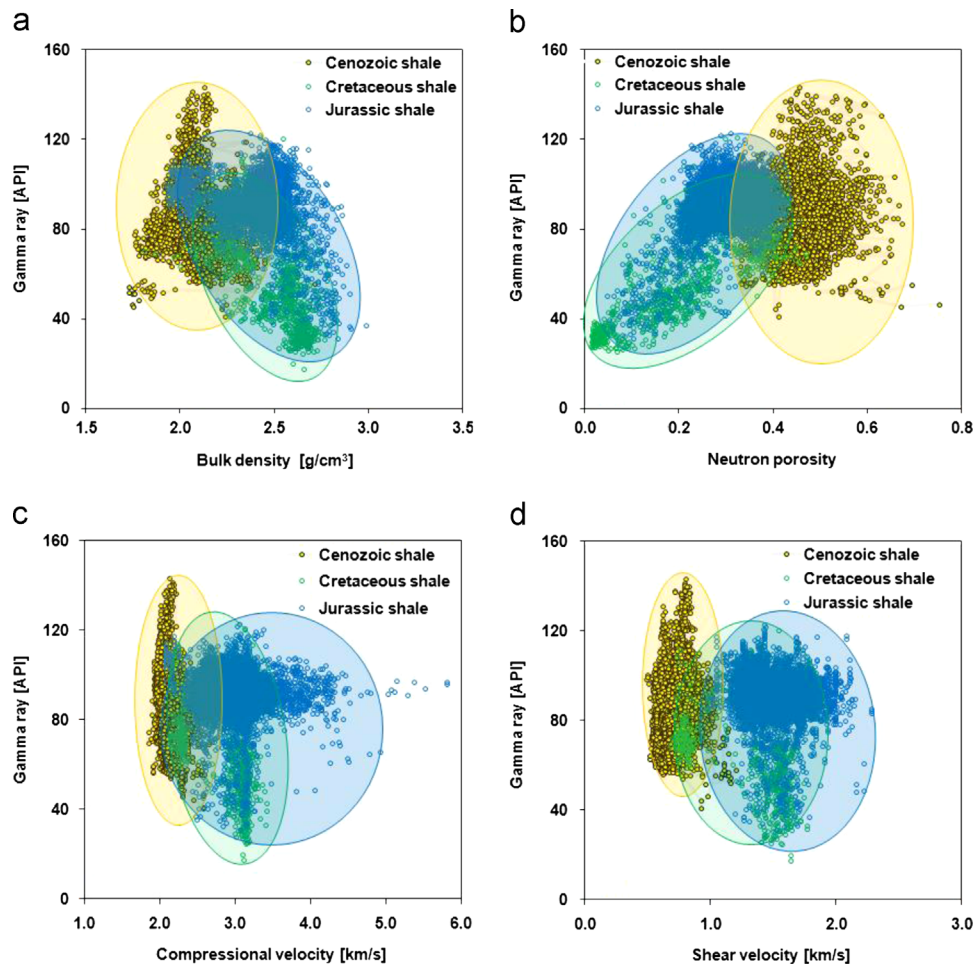 a
160
120
80
40
0
Gamma ray [API]
1.5
2.0
2.5
3.0
3.5
Bulk density [g/cm³]
Cenozoic shale
Cretaceous shale
Jurassic shale
b
160
120
80
40
0
Gamma ray [API]
0.0
0.2
0.4
0.6
0.8
Neutron porosity
Cenozoic shale
Cretaceous shale
Jurassic shale
c
160
120
80
40
0
Gamma ray [API]
1.0
2.0
3.0
4.0
5.0
6.0
Compressional velocity [km/s]
Cenozoic shale
Cretaceous shale
Jurassic shale
d
160
120
80
40
0
Gamma ray [API]
0.0
1.0
2.0
3.0
Shear velocity [km/s]
Cenozoic shale
Cretaceous shale
Jurassic shale